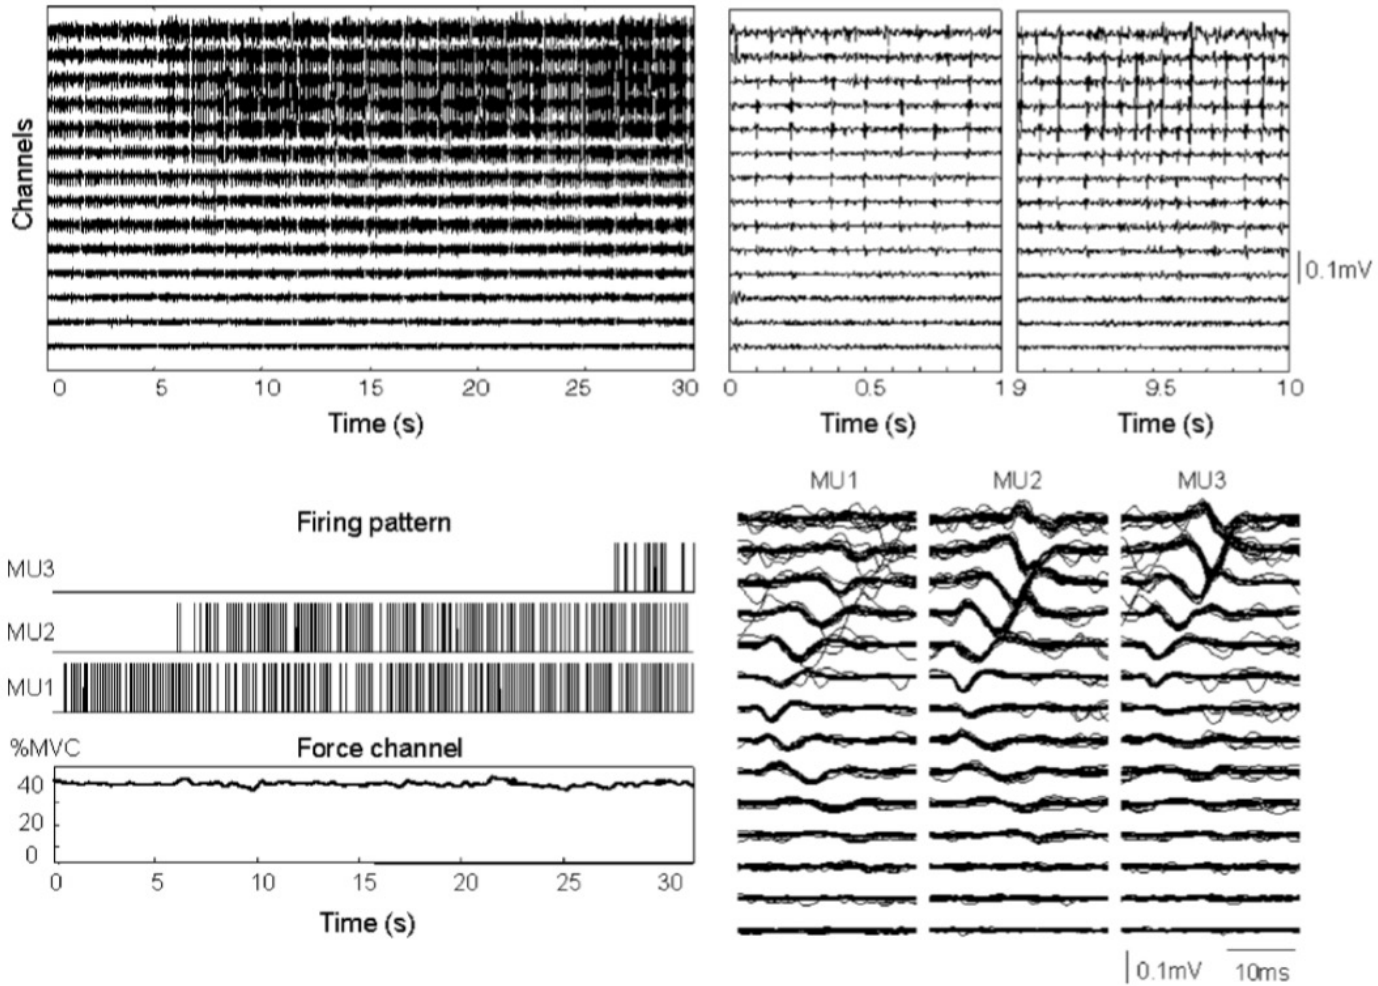 Channels
0 5 10 15 20 25 30
Time (s)
0 0.5 1
Time (s)
9 9.5 10
Time (s)
0.1mV
Firing pattern
MU3
MU2
MU1
%MVC
Force channel
40
20
0
0 5 10 15 20 25 30
Time (s)
MU1 MU2 MU3
0.1mV 10ms